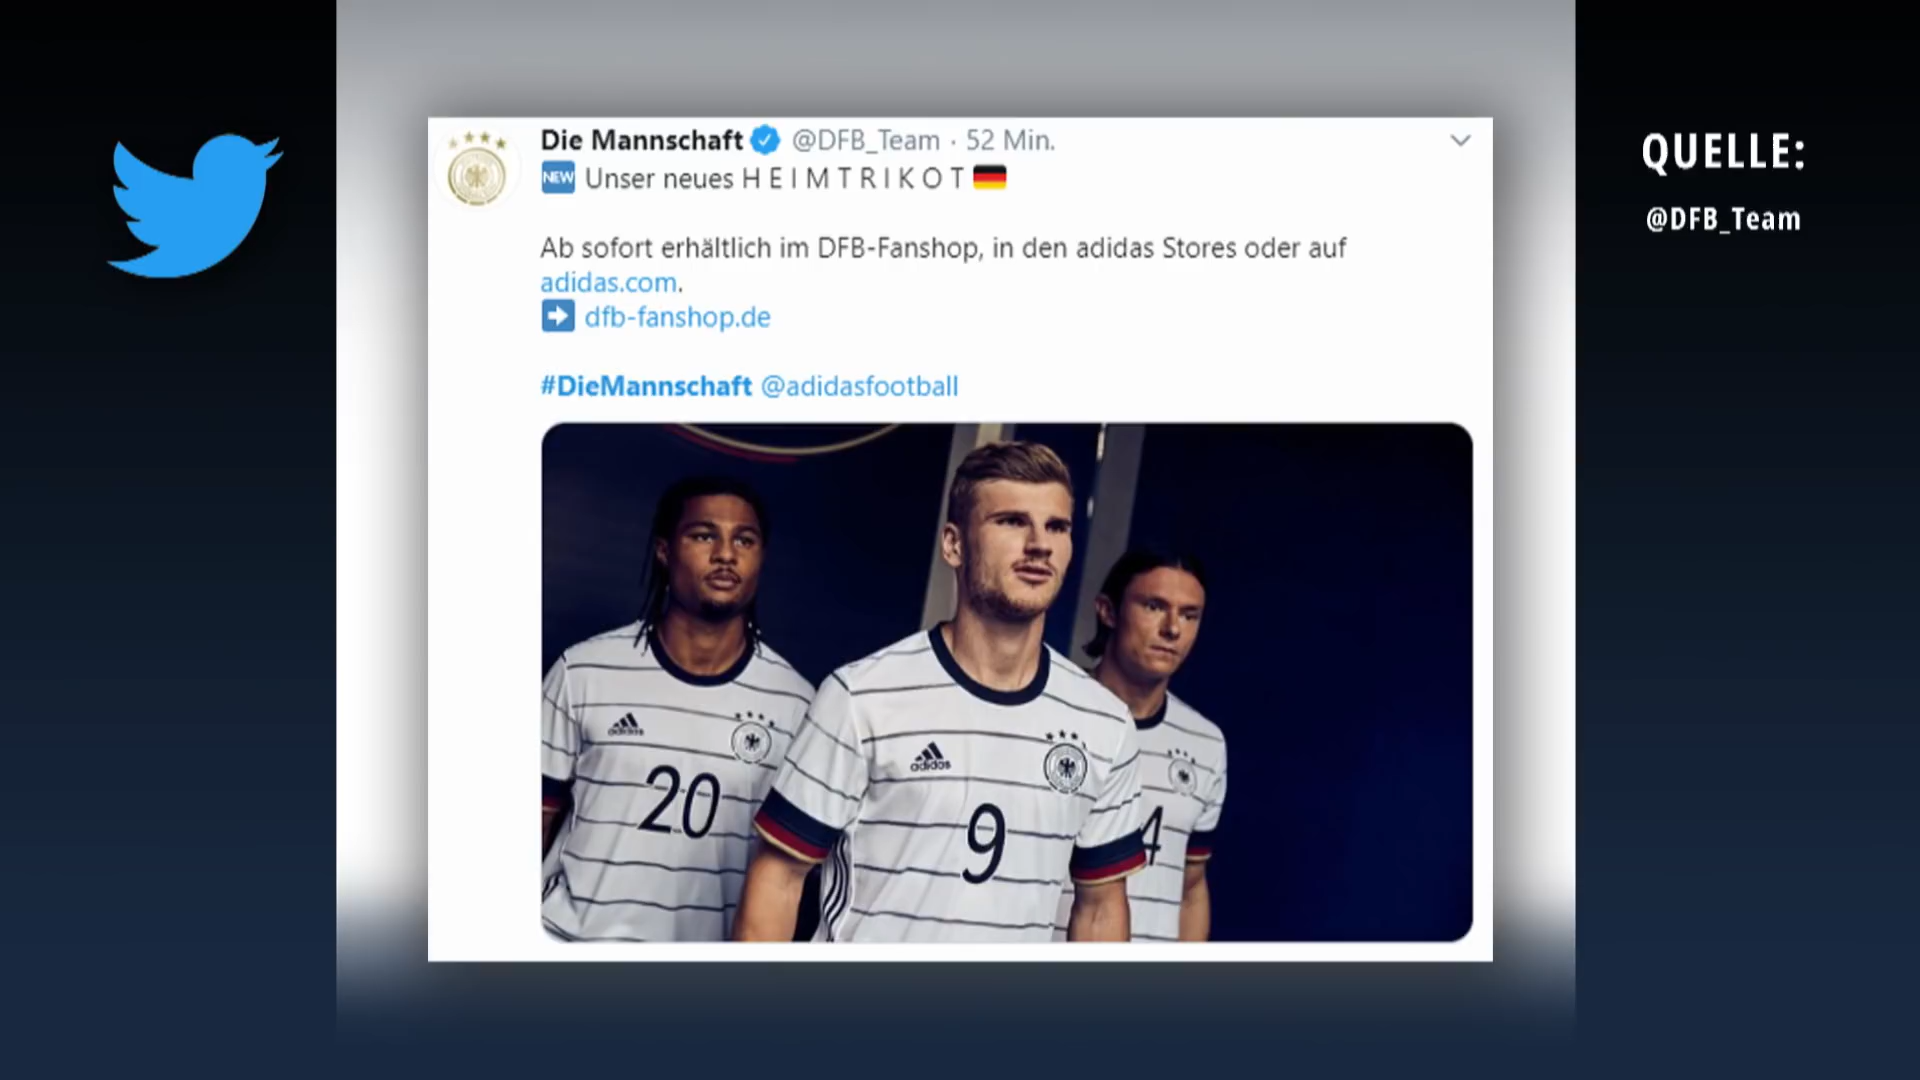 Die Mannschaft @DFB_Team · 52 Min.
NEW Unser neues H E I M T R I K O T
Ab sofort erhältlich im DFB-Fanshop, in den adidas Stores oder auf
adidas.com.
dfb-fanshop.de
#DieMannschaft @adidasfootball
adidas
20
adidas
9
4
QUELLE:
@DFB_Team